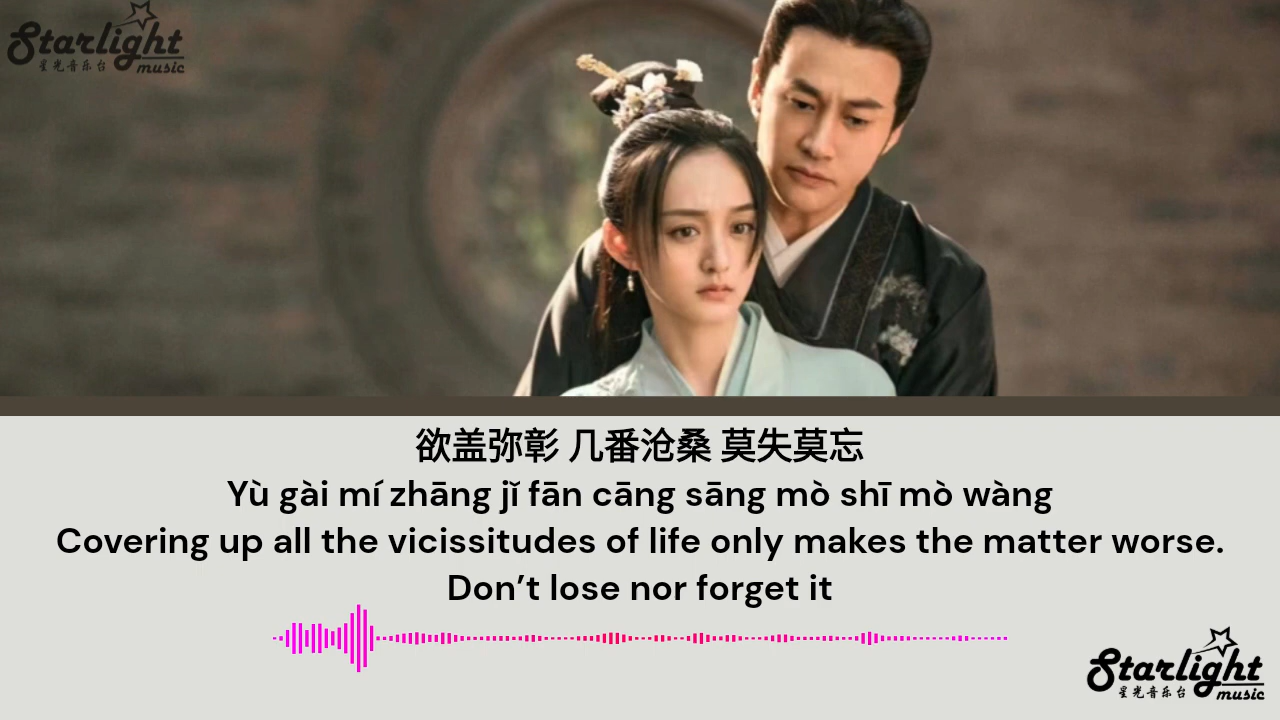 Starlight
星光音乐台 music
欲盖弥彰 几番沧桑 莫失莫忘
Yù gài mí zhāng jǐ fān cāng sāng mò shī mò wàng
Covering up all the vicissitudes of life only makes the matter worse.
Don’t lose nor forget it
Starlight
星光音乐台 music